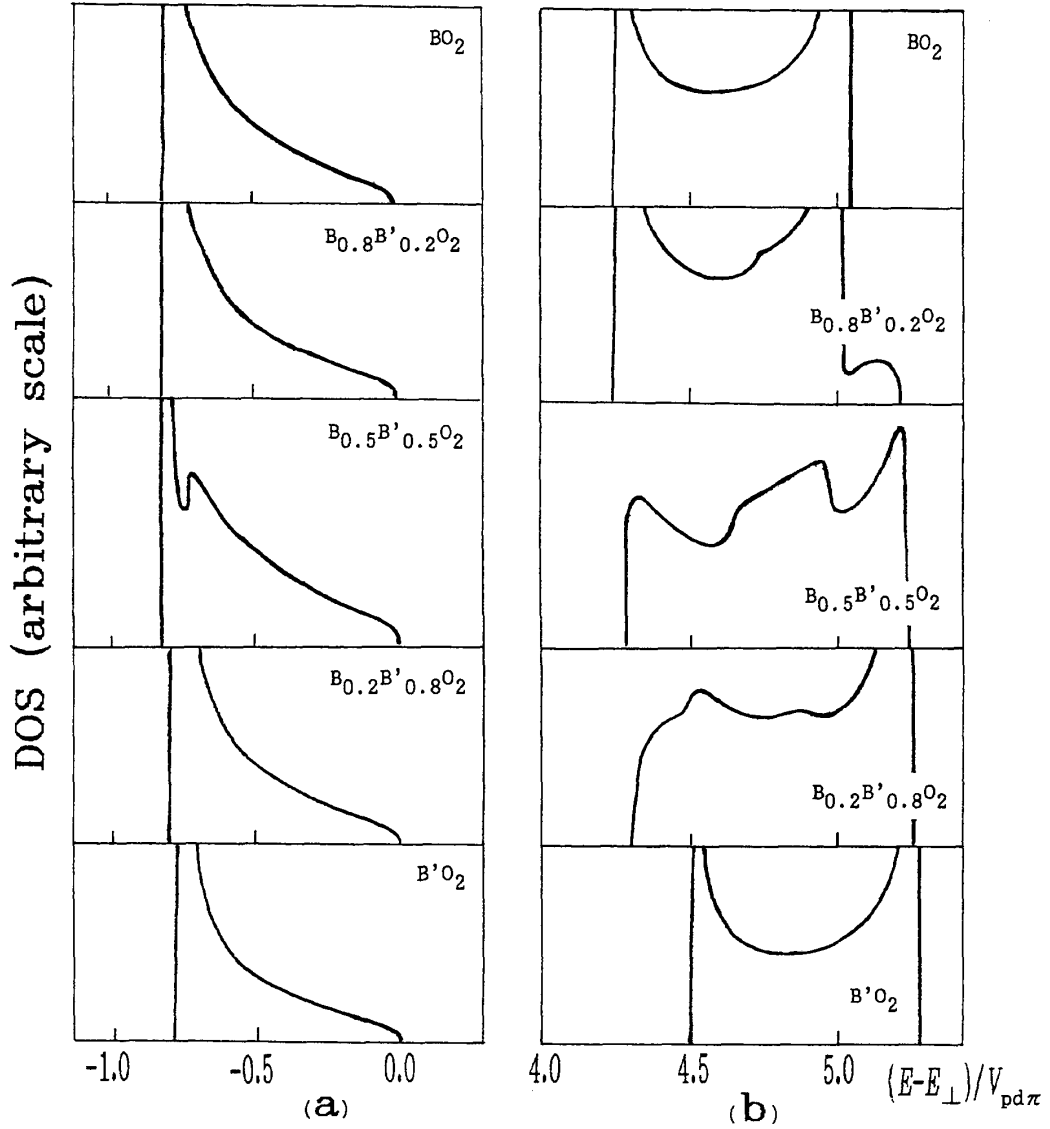 DOS (arbitrary scale)
BO₂
B₀.₈B'₀.₂O₂
B₀.₅B'₀.₅O₂
B₀.₂B'₀.₈O₂
B'O₂
-1.0 -0.5 0.0
(a)
BO₂
B₀.₈B'₀.₂O₂
B₀.₅B'₀.₅O₂
B₀.₂B'₀.₈O₂
B'O₂
4.0 4.5 5.0 (E-E⊥)/Vpdπ
(b)